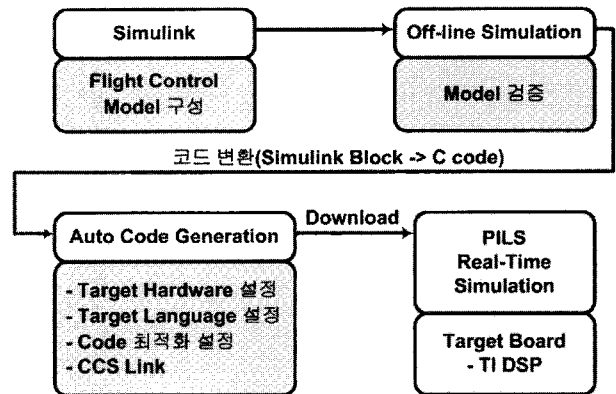 Simulink
Flight Control
Model 구성
Off-line Simulation
Model 검증
코드 변환(Simulink Block -> C code)
Auto Code Generation
- Target Hardware 설정
- Target Language 설정
- Code 최적화 설정
- CCS Link
Download
PILS
Real-Time
Simulation
Target Board
- TI DSP